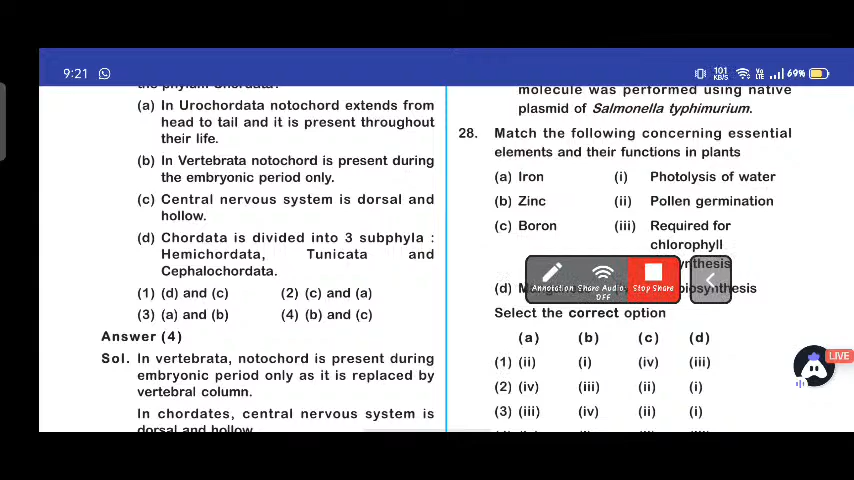 9:21
101
KB/S
Vo
LTE
69%
(a) In Urochordata notochord extends from
head to tail and it is present throughout
their life.
(b) In Vertebrata notochord is present during
the embryonic period only.
(c) Central nervous system is dorsal and
hollow.
(d) Chordata is divided into 3 subphyla :
Hemichordata, Tunicata and
Cephalochordata.
(1) (d) and (c) (2) (c) and (a)
(3) (a) and (b) (4) (b) and (c)
Answer (4)
Sol. In vertebrata, notochord is present during
embryonic period only as it is replaced by
vertebral column.
In chordates, central nervous system is
dorsal and hollow
molecule was performed using native
plasmid of Salmonella typhimurium.
28. Match the following concerning essential
elements and their functions in plants
(a) Iron (i) Photolysis of water
(b) Zinc (ii) Pollen germination
(c) Boron (iii) Required for
chlorophyll
(d)
Annotation
Share Audio: OFF
Stop Share
Select the correct option
(a) (b) (c) (d)
(1) (ii) (i) (iv) (iii)
(2) (iv) (iii) (ii) (i)
(3) (iii) (iv) (ii) (i)
LIVE